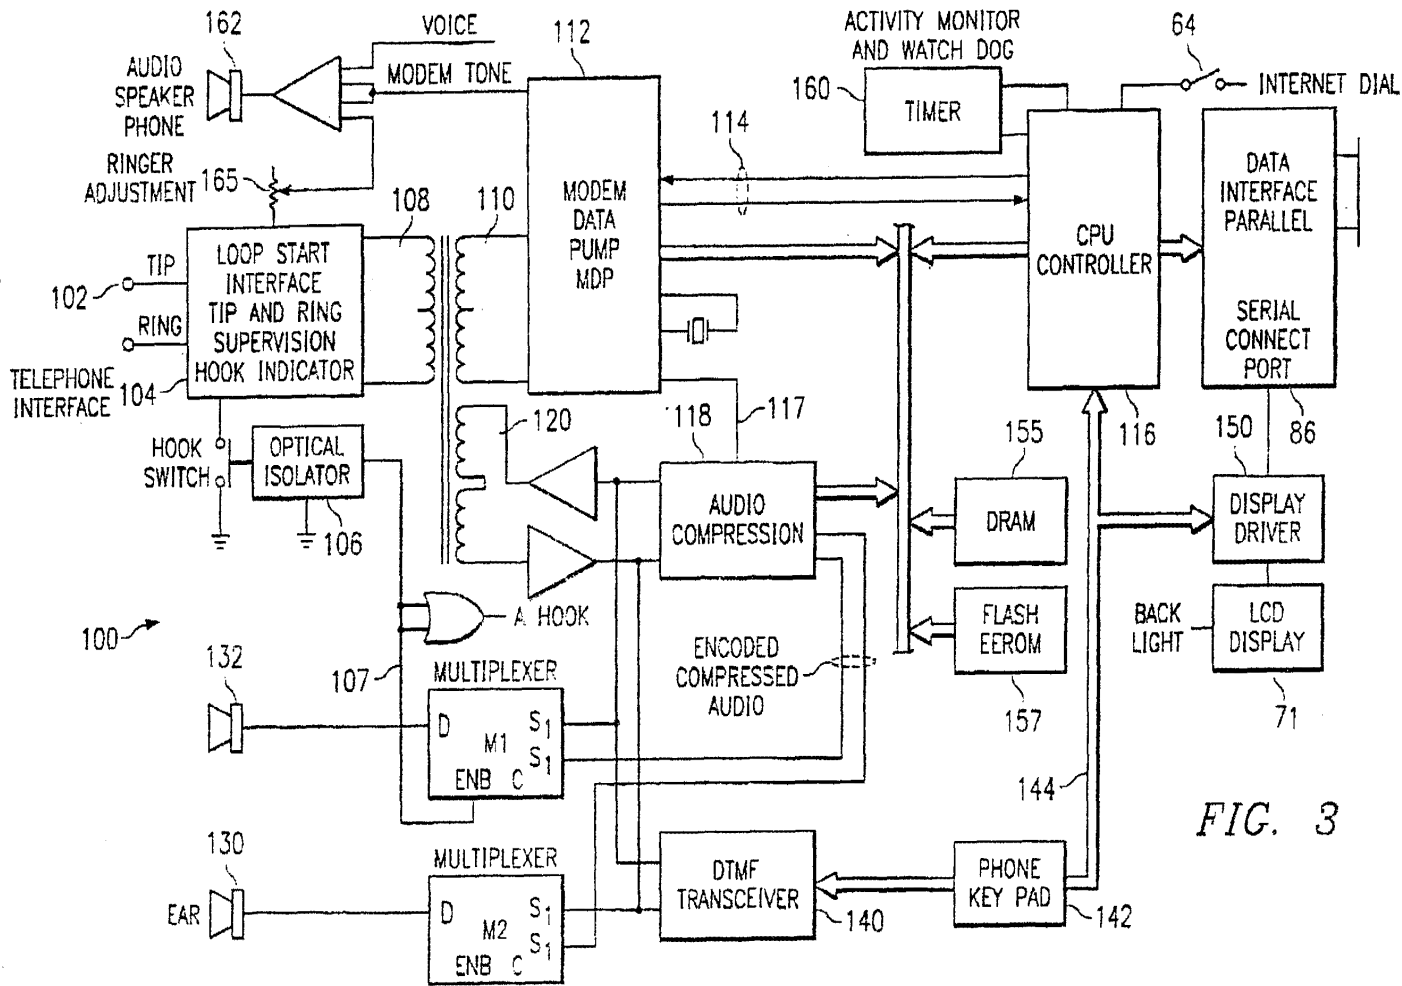 162
AUDIO
SPEAKER
PHONE
VOICE
MODEM TONE
112
ACTIVITY MONITOR
AND WATCH DOG
160
TIMER
64
INTERNET DIAL
RINGER
ADJUSTMENT
165
108
110
MODEM
DATA
PUMP
MDP
114
CPU
CONTROLLER
DATA
INTERFACE
PARALLEL
SERIAL
CONNECT
PORT
TIP
102
RING
LOOP START
INTERFACE
TIP AND RING
SUPERVISION
HOOK INDICATOR
TELEPHONE
INTERFACE
104
HOOK
SWITCH
OPTICAL
ISOLATOR
106
120
118
117
AUDIO
COMPRESSION
155
DRAM
116
150
86
DISPLAY
DRIVER
FLASH
EEROM
157
BACK
LIGHT
LCD
DISPLAY
71
100
A HOOK
107
ENCODED
COMPRESSED
AUDIO
132
MULTIPLEXER
D
S1
M1
S1
ENB C
144
FIG. 3
130
EAR
MULTIPLEXER
D
S1
M2
S1
ENB C
DTMF
TRANSCEIVER
140
PHONE
KEY PAD
142